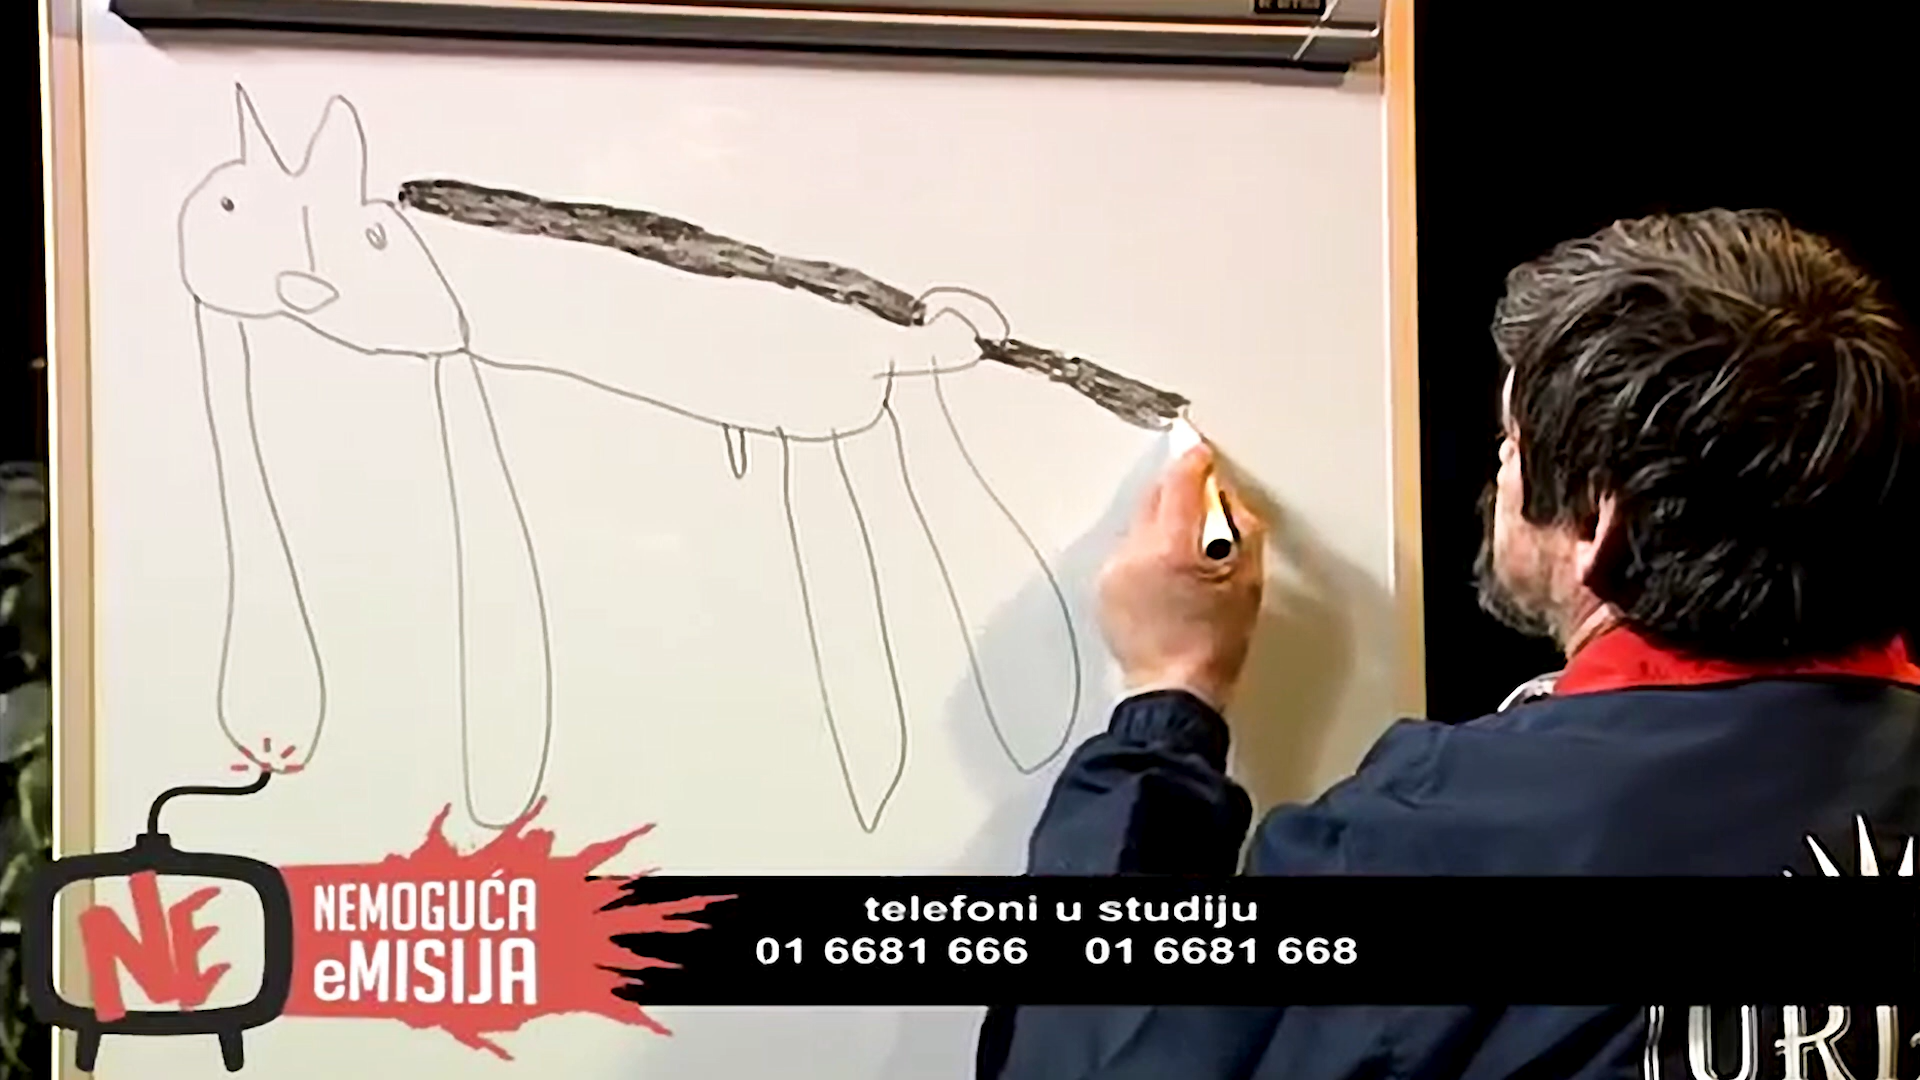 NE
NEMOGUĆA
eMISIJA
telefoni u studiju
01 6681 666 01 6681 668